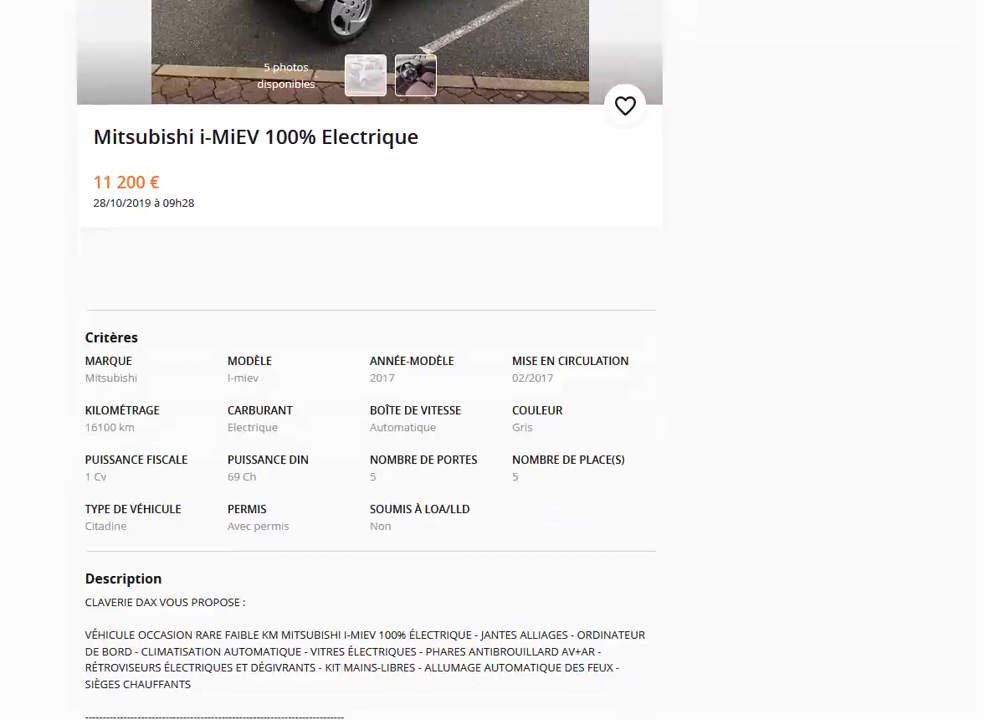 5 photos
disponibles
Mitsubishi i-MiEV 100% Electrique
11 200 €
28/10/2019 à 09h28
Critères
MARQUE MODÈLE ANNÉE-MODÈLE MISE EN CIRCULATION
Mitsubishi I-miev 2017 02/2017
KILOMÉTRAGE CARBURANT BOÎTE DE VITESSE COULEUR
16100 km Electrique Automatique Gris
PUISSANCE FISCALE PUISSANCE DIN NOMBRE DE PORTES NOMBRE DE PLACE(S)
1 Cv 69 Ch 5 5
TYPE DE VÉHICULE PERMIS SOUMIS À LOA/LLD
Citadine Avec permis Non
Description
CLAVERIE DAX VOUS PROPOSE :
VÉHICULE OCCASION RARE FAIBLE KM MITSUBISHI I-MIEV 100% ÉLECTRIQUE - JANTES ALLIAGES - ORDINATEUR
DE BORD - CLIMATISATION AUTOMATIQUE - VITRES ÉLECTRIQUES - PHARES ANTIBROUILLARD AV+AR -
RÉTROVISEURS ÉLECTRIQUES ET DÉGIVRANTS - KIT MAINS-LIBRES - ALLUMAGE AUTOMATIQUE DES FEUX -
SIÈGES CHAUFFANTS
--------------------------------------------------------------------------